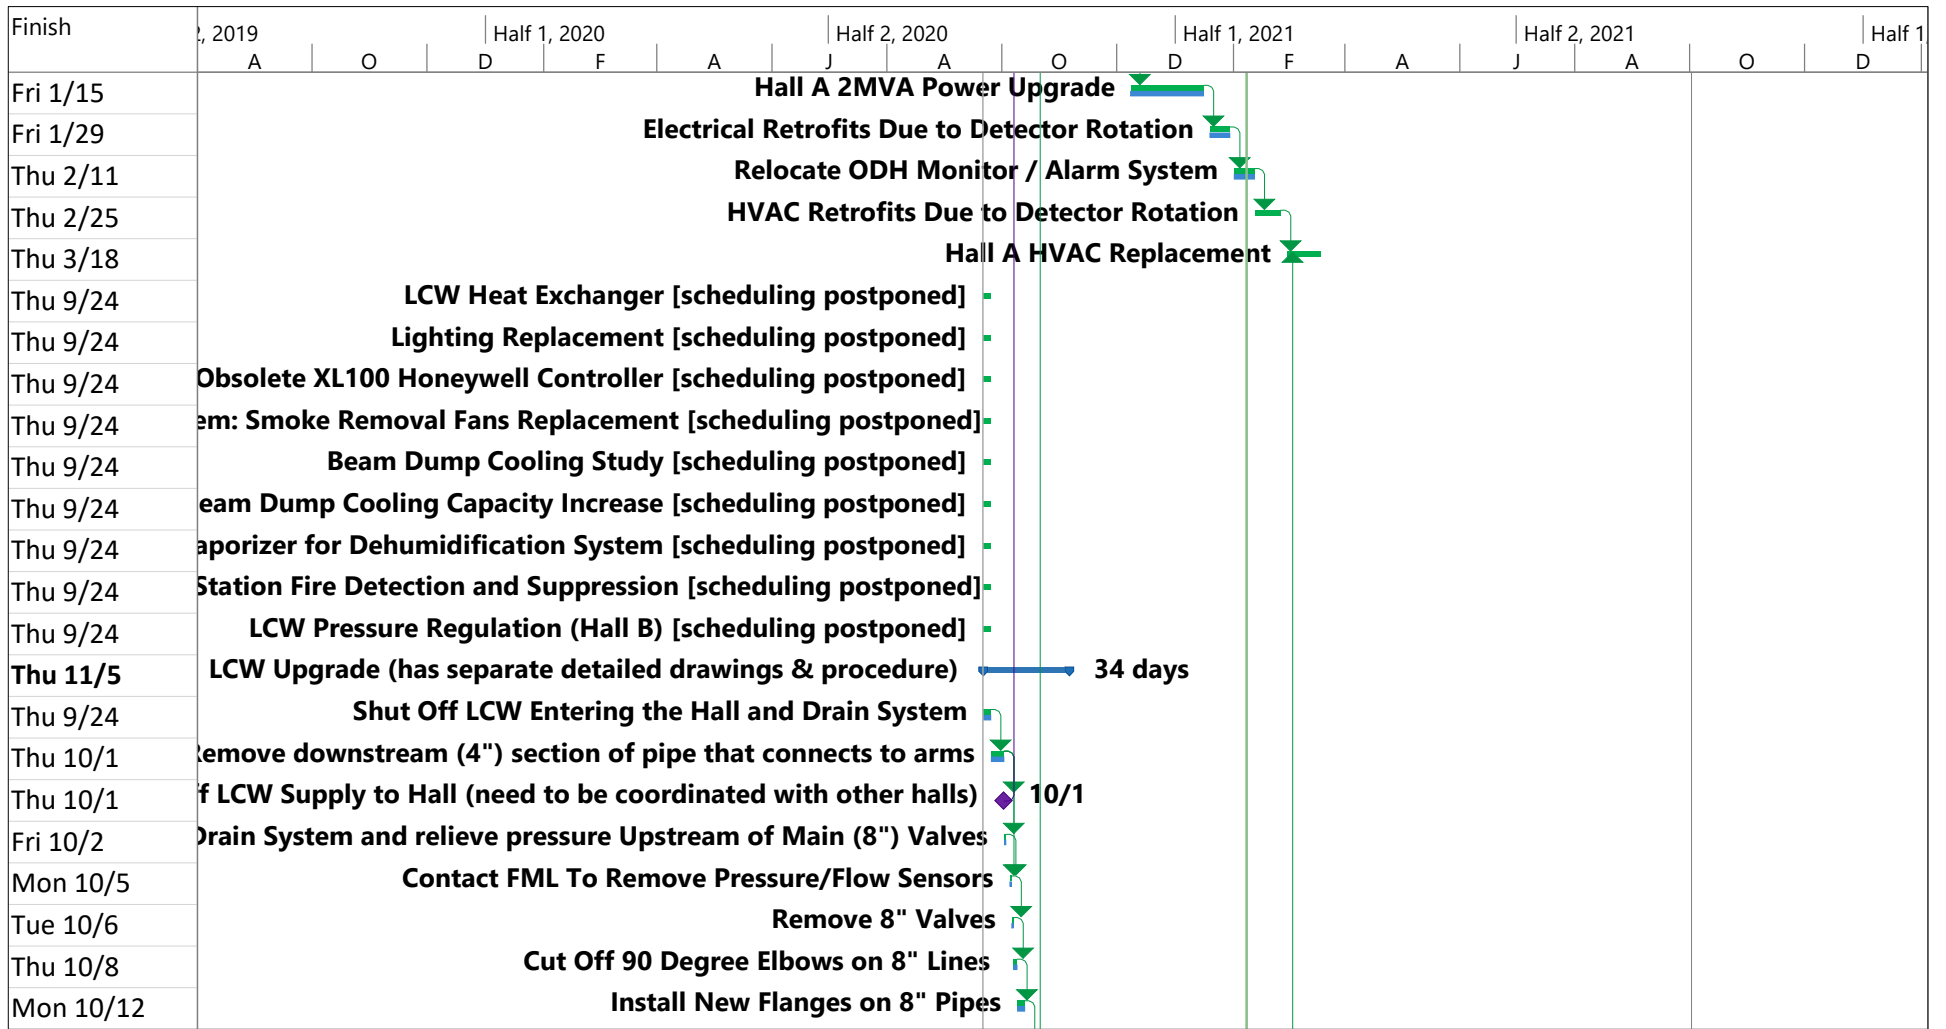 Finish
2, 2019 Half 1, 2020 Half 2, 2020 Half 1, 2021 Half 2, 2021 Half 1,
A O D F A J A O D F A J A O D
Fri 1/15 Hall A 2MVA Power Upgrade
Fri 1/29 Electrical Retrofits Due to Detector Rotation
Thu 2/11 Relocate ODH Monitor / Alarm System
Thu 2/25 HVAC Retrofits Due to Detector Rotation
Thu 3/18 Hall A HVAC Replacement
Thu 9/24 LCW Heat Exchanger [scheduling postponed]
Thu 9/24 Lighting Replacement [scheduling postponed]
Thu 9/24 Obsolete XL100 Honeywell Controller [scheduling postponed]
Thu 9/24 em: Smoke Removal Fans Replacement [scheduling postponed]
Thu 9/24 Beam Dump Cooling Study [scheduling postponed]
Thu 9/24 eam Dump Cooling Capacity Increase [scheduling postponed]
Thu 9/24 aporizer for Dehumidification System [scheduling postponed]
Thu 9/24 Station Fire Detection and Suppression [scheduling postponed]
Thu 9/24 LCW Pressure Regulation (Hall B) [scheduling postponed]
Thu 11/5 LCW Upgrade (has separate detailed drawings & procedure) 34 days
Thu 9/24 Shut Off LCW Entering the Hall and Drain System
Thu 10/1 Remove downstream (4") section of pipe that connects to arms
Thu 10/1 f LCW Supply to Hall (need to be coordinated with other halls) 10/1
Fri 10/2 Drain System and relieve pressure Upstream of Main (8") Valves
Mon 10/5 Contact FML To Remove Pressure/Flow Sensors
Tue 10/6 Remove 8" Valves
Thu 10/8 Cut Off 90 Degree Elbows on 8" Lines
Mon 10/12 Install New Flanges on 8" Pipes